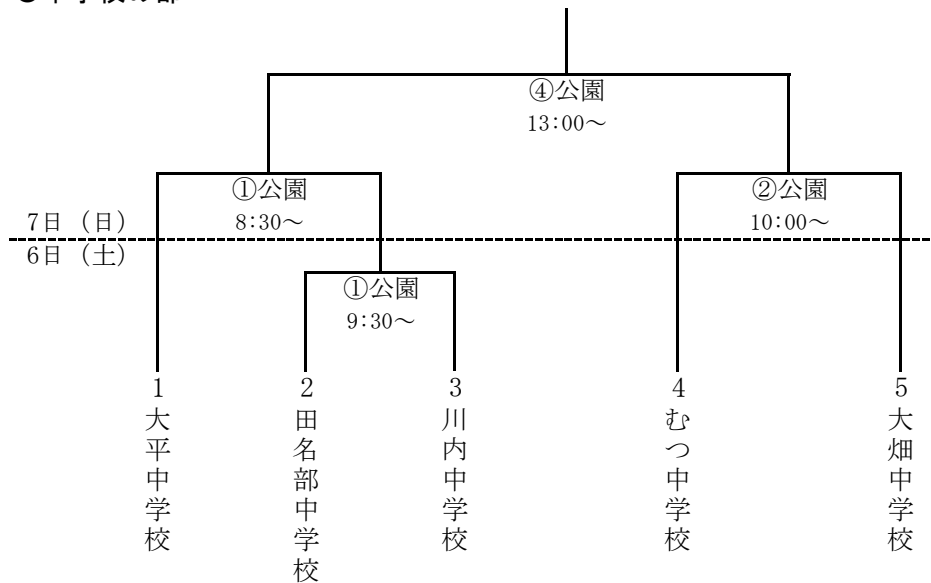 ④公園
13:00～
①公園
8:30～
②公園
10:00～
7日（日）
6日（土）
①公園
9:30～
1 大平中学校
2 田名部中学校
3 川内中学校
4 むつ中学校
5 大畑中学校